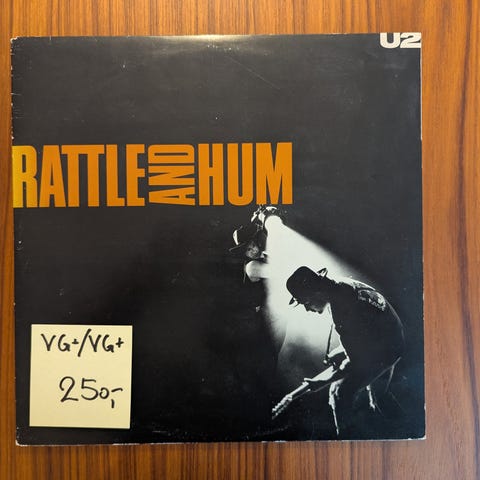 U2
RATTLE AND HUM
VG+/VG+
250,-